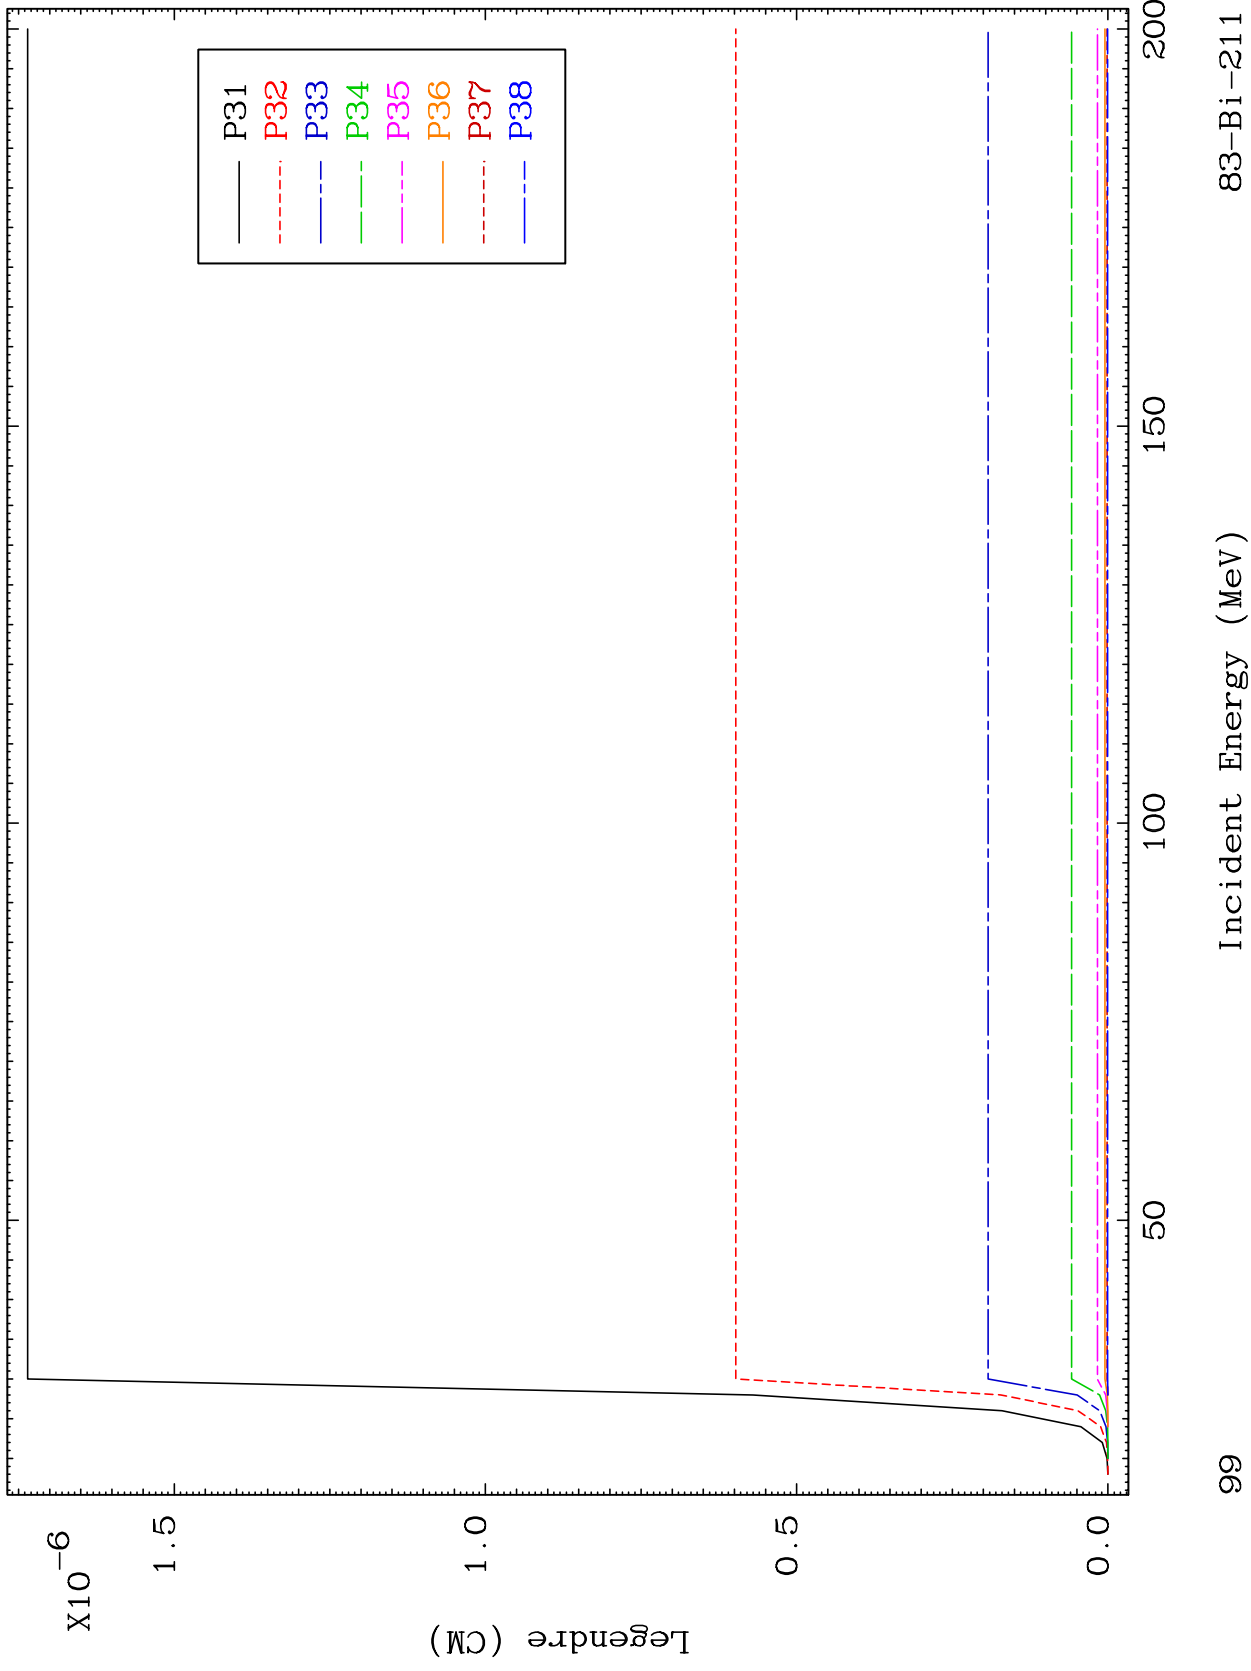 X10-6
1.5
1.0
0.5
0.0
Legendre (CM)
P31
P32
P33
P34
P35
P36
P37
P38
50
100
150
200
Incident Energy (MeV)
99
83-Bi-211